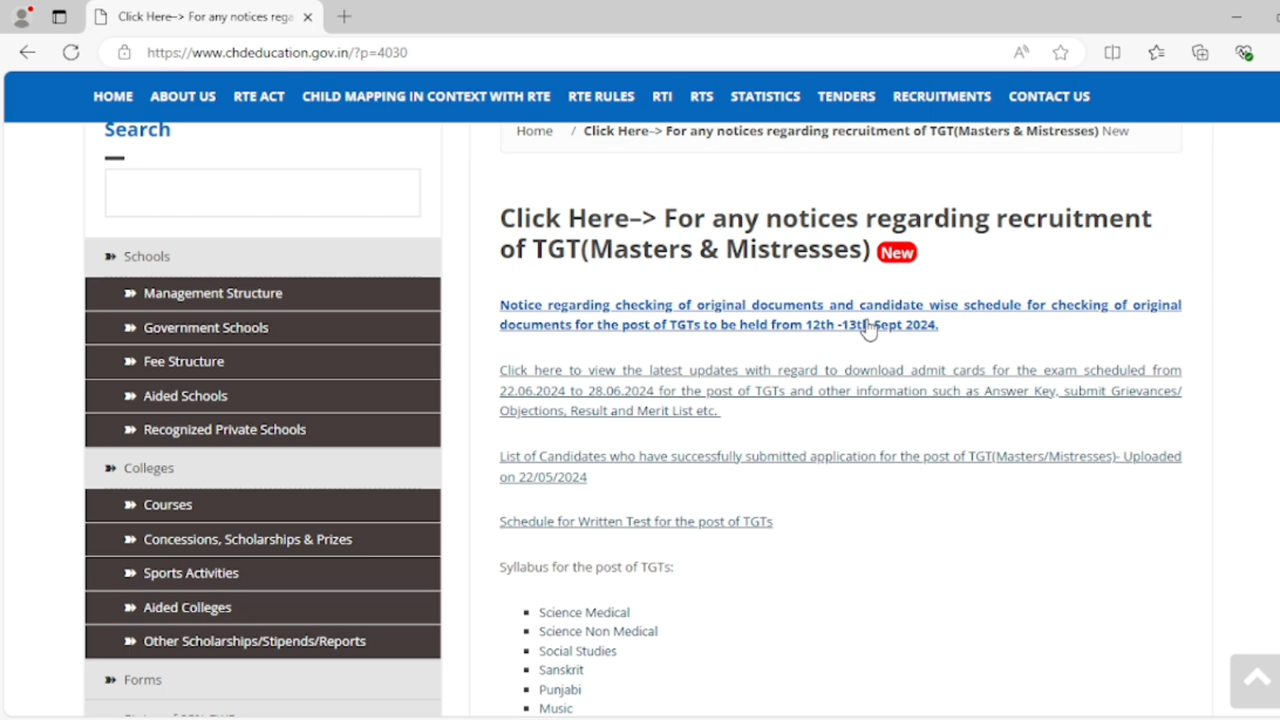 Click Here–> For any notices rega
https://www.chdeducation.gov.in/?p=4030
HOME ABOUT US RTE ACT CHILD MAPPING IN CONTEXT WITH RTE RTE RULES RTI RTS STATISTICS TENDERS RECRUITMENTS CONTACT US
Search
Schools
Management Structure
Government Schools
Fee Structure
Aided Schools
Recognized Private Schools
Colleges
Courses
Concessions, Scholarships & Prizes
Sports Activities
Aided Colleges
Other Scholarships/Stipends/Reports
Forms
Home / Click Here–> For any notices regarding recruitment of TGT(Masters & Mistresses) New
Click Here–> For any notices regarding recruitment
of TGT(Masters & Mistresses) New
Notice regarding checking of original documents and candidate wise schedule for checking of original
documents for the post of TGTs to be held from 12th -13th Sept 2024.
Click here to view the latest updates with regard to download admit cards for the exam scheduled from
22.06.2024 to 28.06.2024 for the post of TGTs and other information such as Answer Key, submit Grievances/
Objections, Result and Merit List etc.
List of Candidates who have successfully submitted application for the post of TGT(Masters/Mistresses)- Uploaded
on 22/05/2024
Schedule for Written Test for the post of TGTs
Syllabus for the post of TGTs:
Science Medical
Science Non Medical
Social Studies
Sanskrit
Punjabi
Music